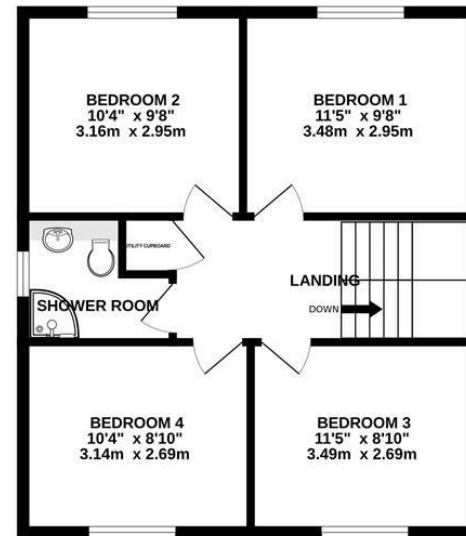 BEDROOM 2
10'4" x 9'8"
3.16m x 2.95m
BEDROOM 1
11'5" x 9'8"
3.48m x 2.95m
UTILITY CUPBOARD
LANDING
SHOWER ROOM
DOWN
BEDROOM 4
10'4" x 8'10"
3.14m x 2.69m
BEDROOM 3
11'5" x 8'10"
3.49m x 2.69m